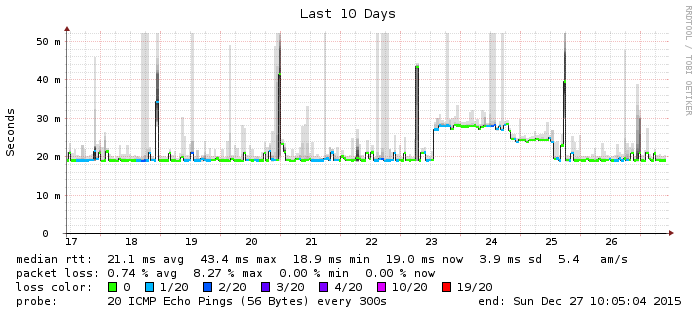 Last 10 Days
RRDTOOL / TOBI OETIKER
Seconds
50 m
40 m
30 m
20 m
10 m
0
17 18 19 20 21 22 23 24 25 26
median rtt: 21.1 ms avg 43.4 ms max 18.9 ms min 19.0 ms now 3.9 ms sd 5.4 am/s
packet loss: 0.74 % avg 8.27 % max 0.00 % min 0.00 % now
loss color: 0 1/20 2/20 3/20 4/20 10/20 19/20
probe: 20 ICMP Echo Pings (56 Bytes) every 300s end: Sun Dec 27 10:05:04 2015